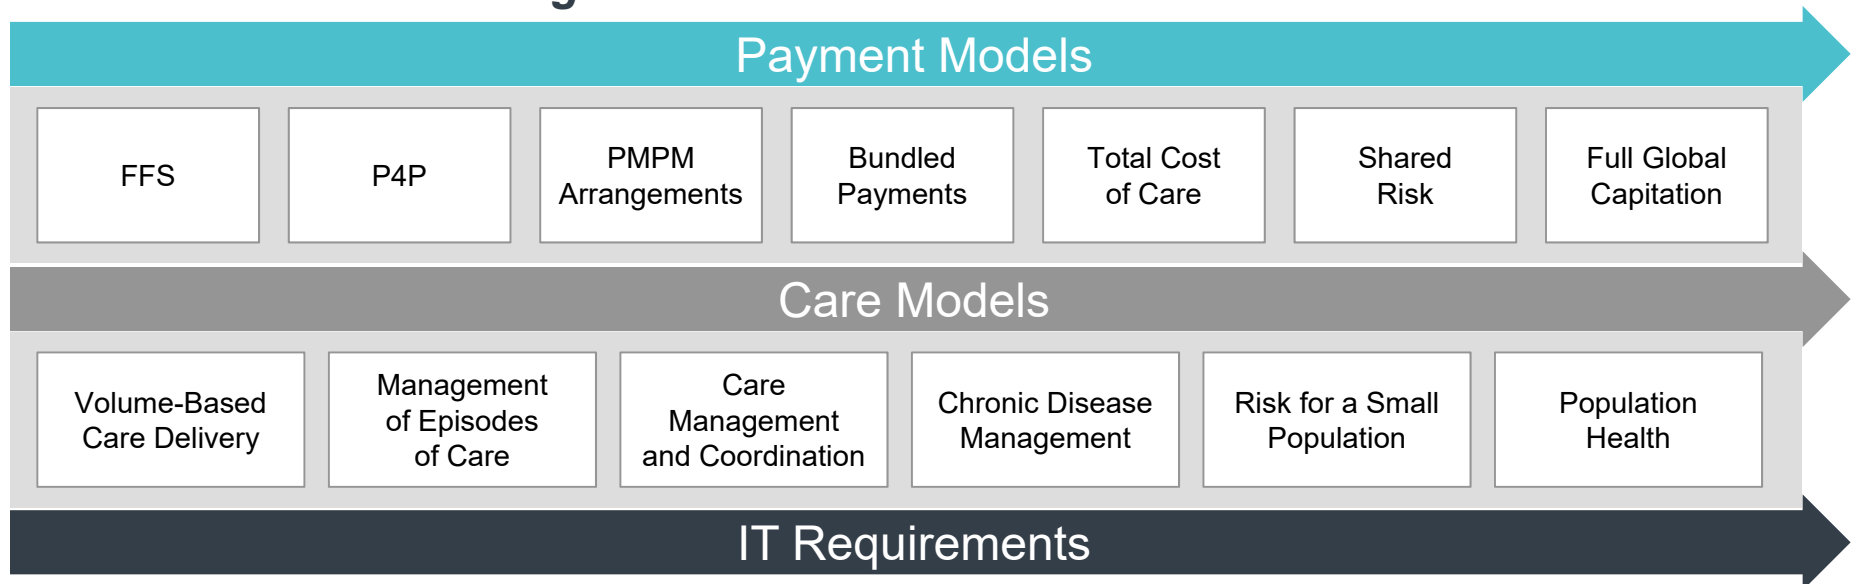 Payment Models
FFS
P4P
PMPM
Arrangements
Bundled
Payments
Total Cost
of Care
Shared
Risk
Full Global
Capitation
Care Models
Volume-Based
Care Delivery
Management
of Episodes
of Care
Care
Management
and Coordination
Chronic Disease
Management
Risk for a Small
Population
Population
Health
IT Requirements